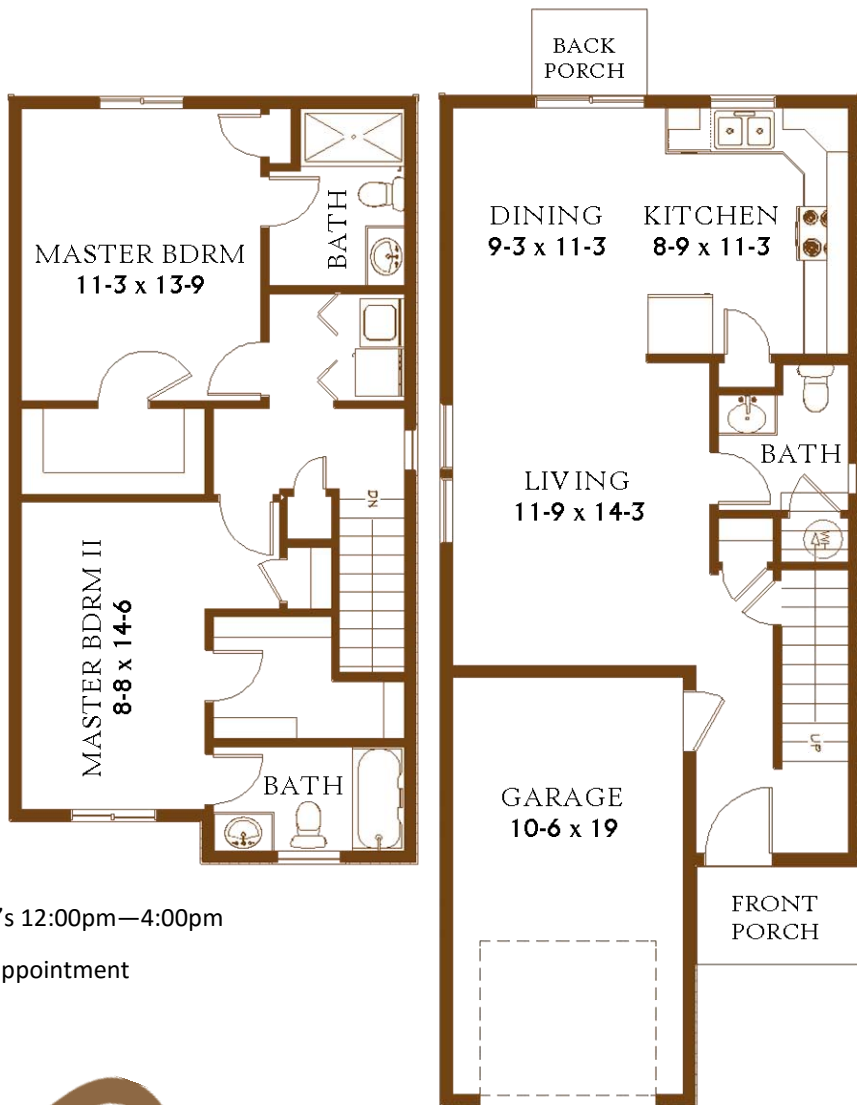 BACK
PORCH
MASTER BDRM
11-3 x 13-9
BATH
DINING
9-3 x 11-3
KITCHEN
8-9 x 11-3
BATH
LIVING
11-9 x 14-3
DN
WH
MASTER BDRM II
8-8 x 14-6
BATH
UP
GARAGE
10-6 x 19
FRONT
PORCH
's 12:00pm—4:00pm
ppointment